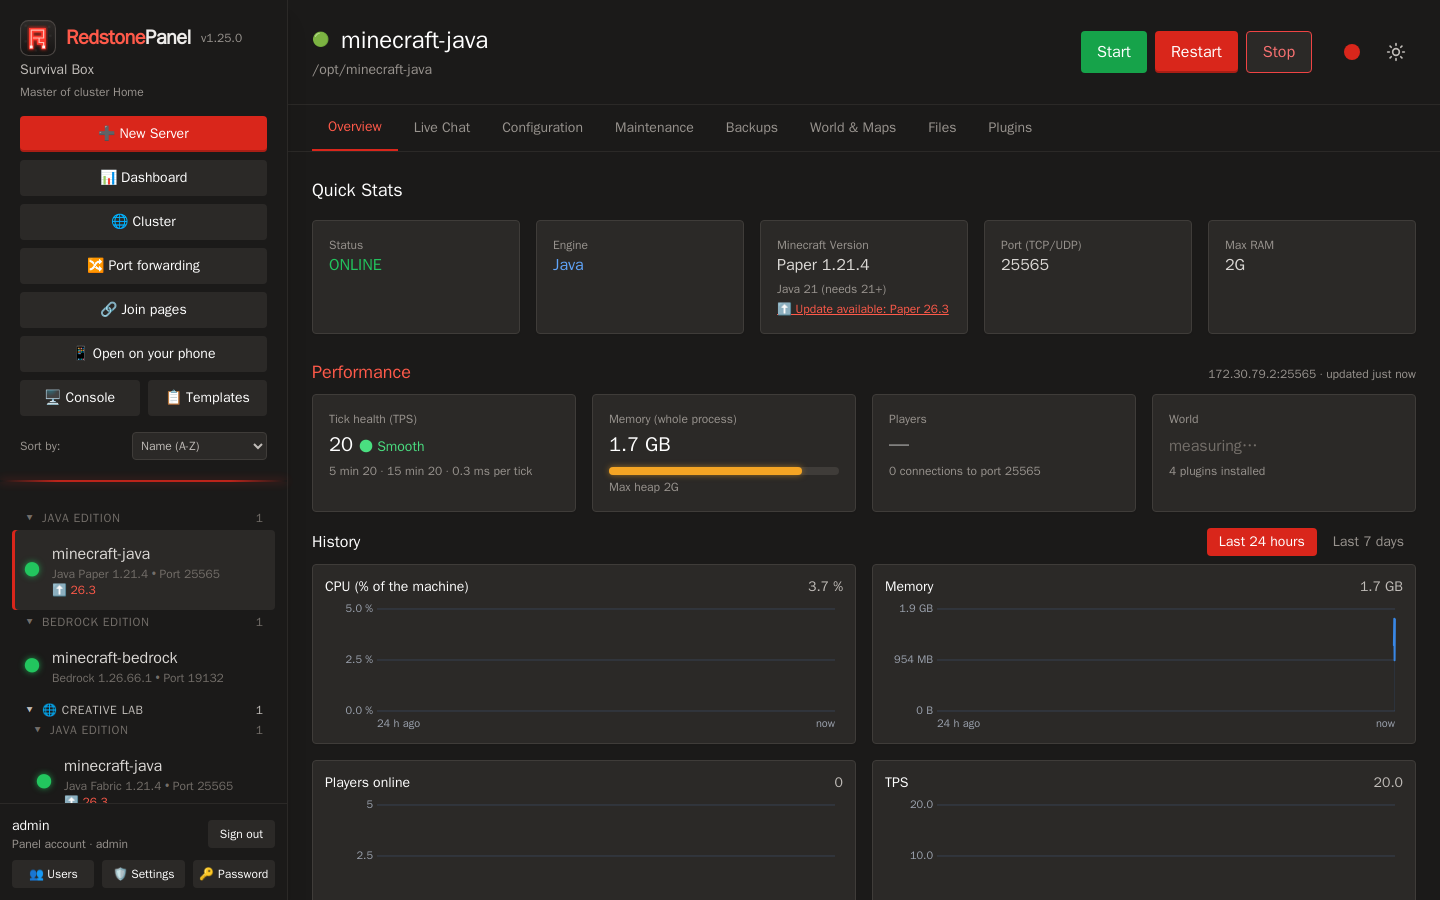 RedstonePanel v1.25.0
Survival Box
Master of cluster Home
New Server
Dashboard
Cluster
Port forwarding
Join pages
Open on your phone
Console
Templates
Sort by:
Name (A-Z)
JAVA EDITION 1
minecraft-java
Java Paper 1.21.4 • Port 25565
26.3
BEDROCK EDITION 1
minecraft-bedrock
Bedrock 1.26.66.1 • Port 19132
CREATIVE LAB 1
JAVA EDITION 1
minecraft-java
Java Fabric 1.21.4 • Port 25565
26.3
admin
Panel account · admin
Sign out
Users
Settings
Password
minecraft-java
/opt/minecraft-java
Start
Restart
Stop
Overview
Live Chat
Configuration
Maintenance
Backups
World & Maps
Files
Plugins
Quick Stats
Status
ONLINE
Engine
Java
Minecraft Version
Paper 1.21.4
Java 21 (needs 21+)
Update available: Paper 26.3
Port (TCP/UDP)
25565
Max RAM
2G
Performance
172.30.79.2:25565 · updated just now
Tick health (TPS)
20 Smooth
5 min 20 · 15 min 20 · 0.3 ms per tick
Memory (whole process)
1.7 GB
Max heap 2G
Players
—
0 connections to port 25565
World
measuring…
4 plugins installed
History
Last 24 hours
Last 7 days
CPU (% of the machine) 3.7 %
5.0 %
2.5 %
0.0 %
24 h ago
now
Memory 1.7 GB
1.9 GB
954 MB
0 B
24 h ago
now
Players online 0
5
2.5
TPS 20.0
20.0
10.0